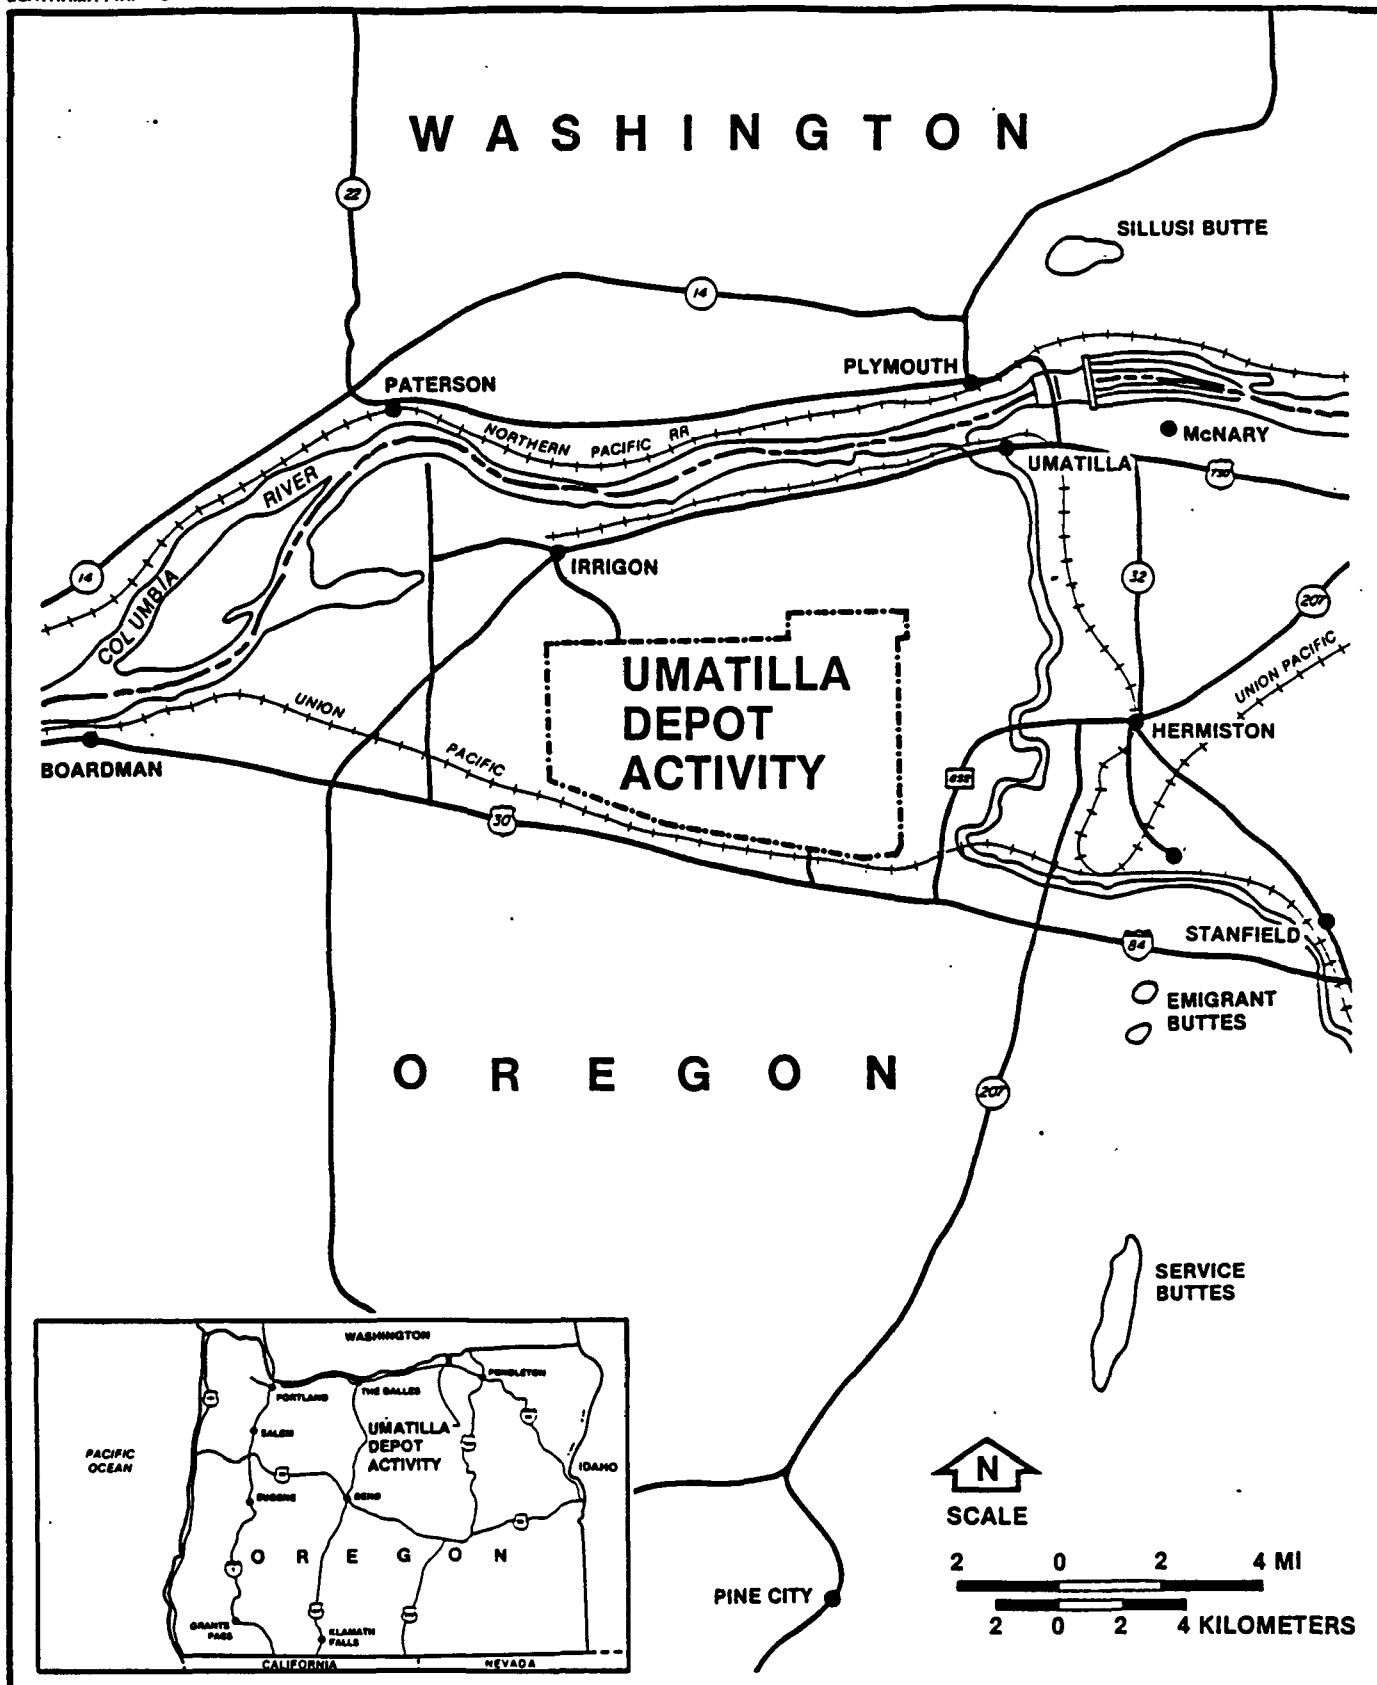 WASHINGTON
22
SILLUSI BUTTE
14
PLYMOUTH
PATERSON
NORTHERN PACIFIC RR
McNARY
UMATILLA
730
RIVER
COLUMBIA
14
IRRIGON
32
207
UNION PACIFIC
UMATILLA
DEPOT
ACTIVITY
UNION
PACIFIC
HERMISTON
BOARDMAN
30
STANFIELD
84
EMIGRANT
BUTTES
OREGON
207
SERVICE
BUTTES
WASHINGTON
PENDLETON
PORTLAND
THE DALLES
SALEM
UMATILLA
DEPOT
ACTIVITY
PACIFIC
OCEAN
IDAHO
EUGENE
BEND
OREGON
GRANTS
PASS
KLAMATH
FALLS
CALIFORNIA
NEVADA
N
SCALE
2 0 2 4 MI
2 0 2 4 KILOMETERS
PINE CITY